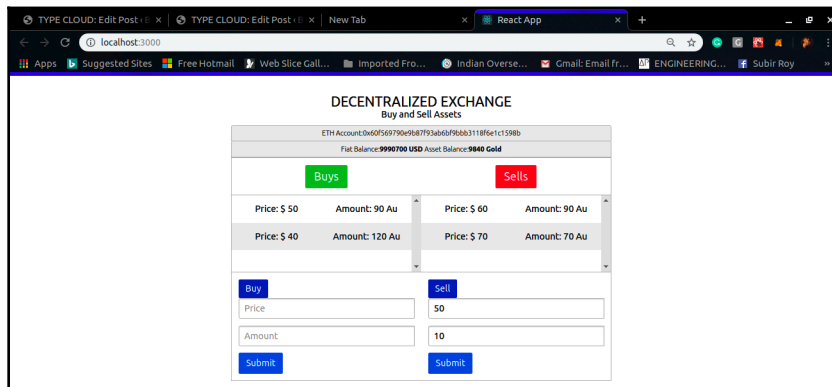 TYPE CLOUD: Edit Post ‹ B TYPE CLOUD: Edit Post ‹ B New Tab React App
localhost:3000
Apps Suggested Sites Free Hotmail Web Slice Gall... Imported Fro... Indian Overse... Gmail: Email fr... ENGINEERING... Subir Roy »
DECENTRALIZED EXCHANGE
Buy and Sell Assets
ETH Account:0x60f569790e9b87f93ab6bf9bbb3118f6e1c1598b
Fiat Balance:9990700 USD Asset Balance:9840 Gold
Buys Sells
Price: $ 50 Amount: 90 Au Price: $ 60 Amount: 90 Au
Price: $ 40 Amount: 120 Au Price: $ 70 Amount: 70 Au
Buy Sell
Price 50
Amount 10
Submit Submit